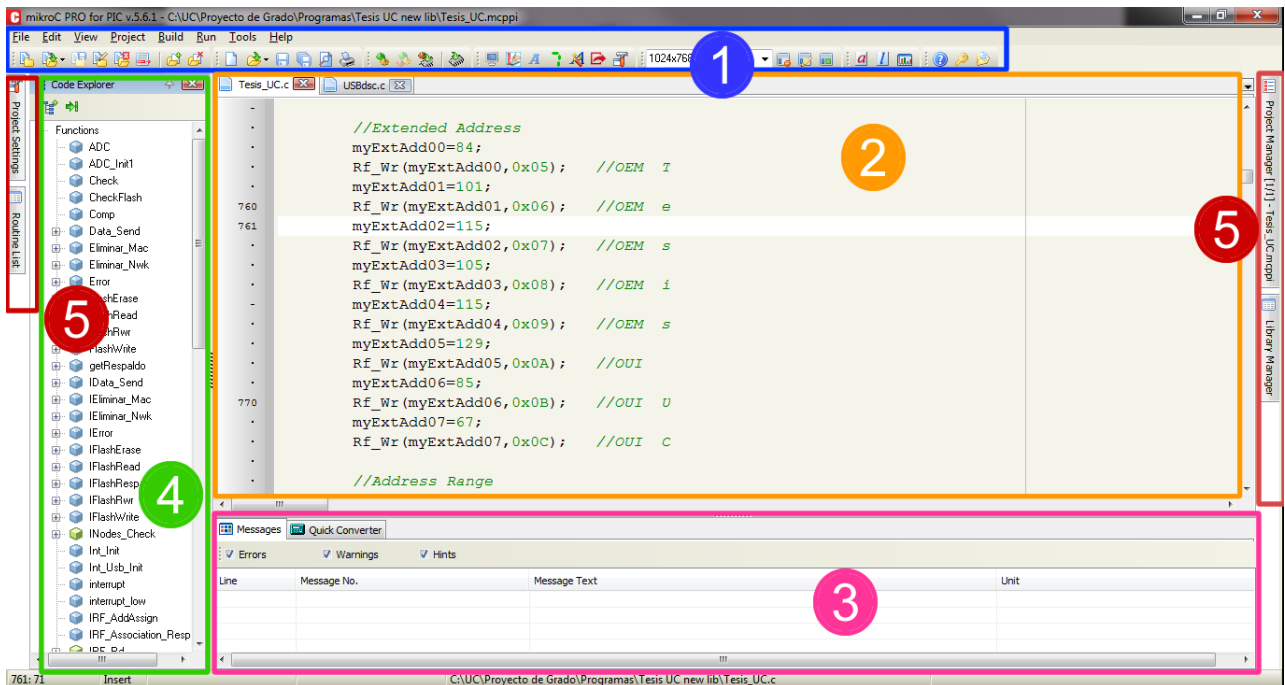 mikroC PRO for PIC v.5.6.1 - C:\UC\Proyecto de Grado\Programas\Tesis UC new lib\Tesis_UC.mcppi
File Edit View Project Build Run Tools Help
1024x768
1
Project Settings
Routine List
Code Explorer
Functions
ADC
ADC_Init1
Check
CheckFlash
Comp
Data_Send
Eliminar_Mac
Eliminar_Nwk
Error
getRespaldo
IData_Send
IEliminar_Mac
IEliminar_Nwk
IError
IFlashErase
IFlashRead
IFlashRwr
IFlashWrite
INodes_Check
Int_Init
Int_Usb_Init
interrupt
interrupt_low
IRF_AddAssign
IRF_Association_Resp
5
4
Tesis_UC.c USBdsc.c
//Extended Address
myExtAdd00=84;
Rf_Wr(myExtAdd00,0x05); //OEM T
myExtAdd01=101;
760 Rf_Wr(myExtAdd01,0x06); //OEM e
761 myExtAdd02=115;
Rf_Wr(myExtAdd02,0x07); //OEM s
myExtAdd03=105;
Rf_Wr(myExtAdd03,0x08); //OEM i
myExtAdd04=115;
Rf_Wr(myExtAdd04,0x09); //OEM s
myExtAdd05=129;
Rf_Wr(myExtAdd05,0x0A); //OUI
myExtAdd06=85;
770 Rf_Wr(myExtAdd06,0x0B); //OUI U
myExtAdd07=67;
Rf_Wr(myExtAdd07,0x0C); //OUI C
//Address Range
2
Project Manager [1/1] - Tesis_UC.mcppi
Library Manager
5
Messages Quick Converter
Errors Warnings Hints
Line Message No. Message Text Unit
3
761: 71 Insert C:\UC\Proyecto de Grado\Programas\Tesis UC new lib\Tesis_UC.c